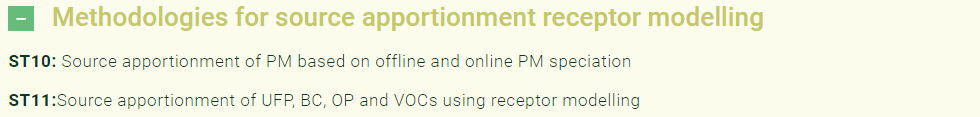 Methodologies for source apportionment receptor modelling
ST10: Source apportionment of PM based on offline and online PM speciation
ST11:Source apportionment of UFP, BC, OP and VOCs using receptor modelling